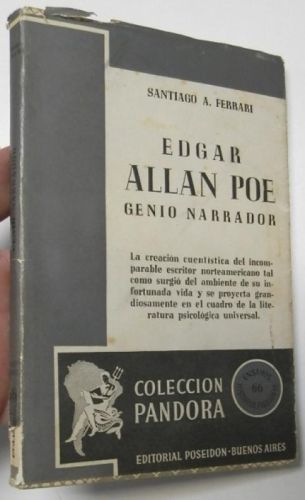 SANTIAGO A. FERRARI
EDGAR
ALLAN POE
GENIO NARRADOR
La creación cuentística del incom-
parable escritor norteamericano tal
como surgió del ambiente de su in-
fortunada vida y se proyecta gran-
diosamente en el cuadro de la lite-
ratura psicológica universal.
COLECCION
PANDORA
ENSAYOS
66
EDITORIAL POSEIDON-BUENOS AIRES